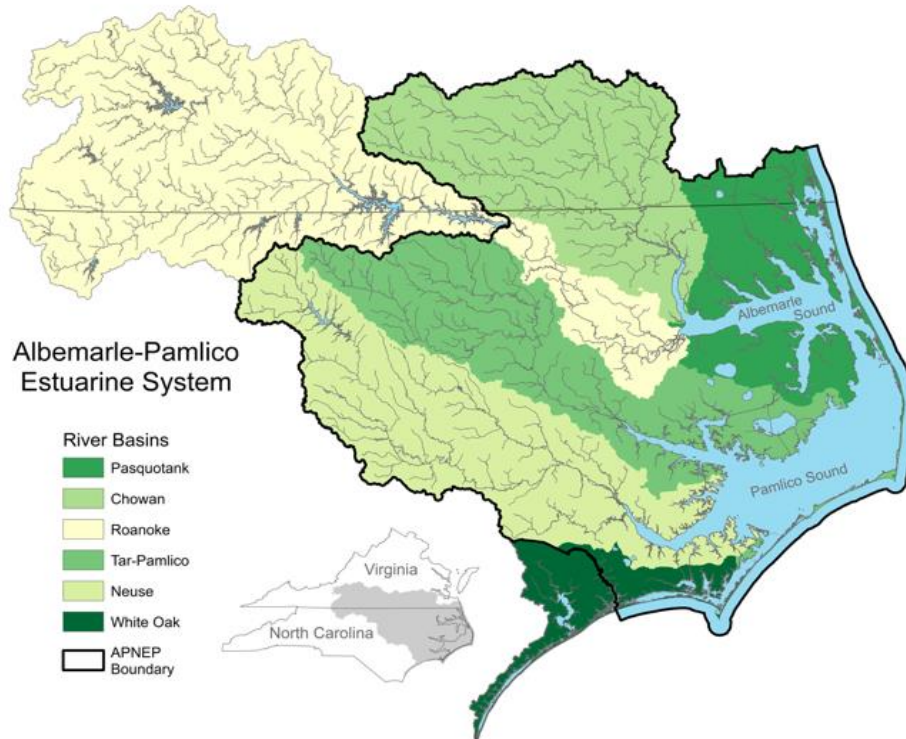 Albemarle-Pamlico
Estuarine System
River Basins
Pasquotank
Chowan
Roanoke
Tar-Pamlico
Neuse
White Oak
APNEP
Boundary
Virginia
North Carolina
Albemarle
Sound
Pamlico Sound